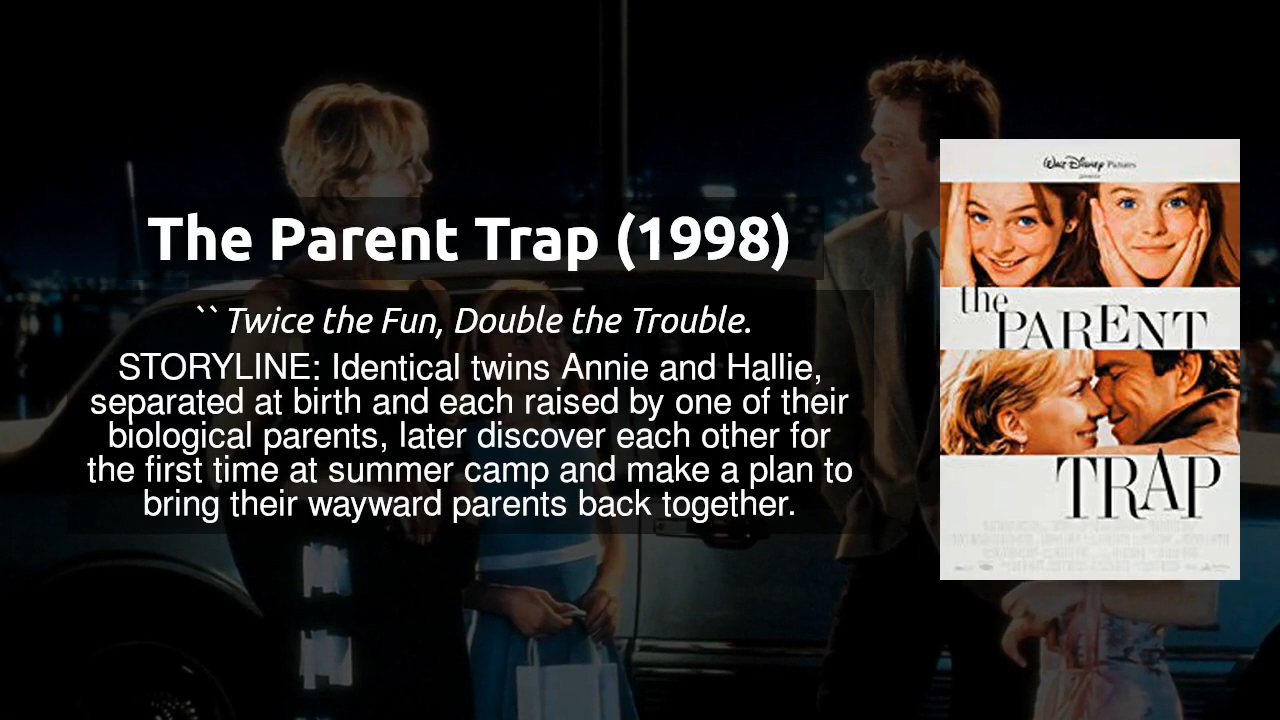 The Parent Trap (1998)
`` Twice the Fun, Double the Trouble.
STORYLINE: Identical twins Annie and Hallie,
separated at birth and each raised by one of their
biological parents, later discover each other for
the first time at summer camp and make a plan to
bring their wayward parents back together.
WALT DISNEY Pictures
presents
the
PARENT
TRAP